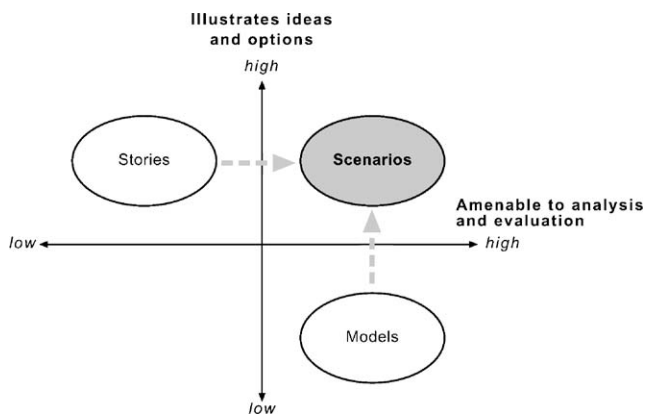 Illustrates ideas
and options
high
Stories
Scenarios
Amenable to analysis
and evaluation
low
high
Models
low